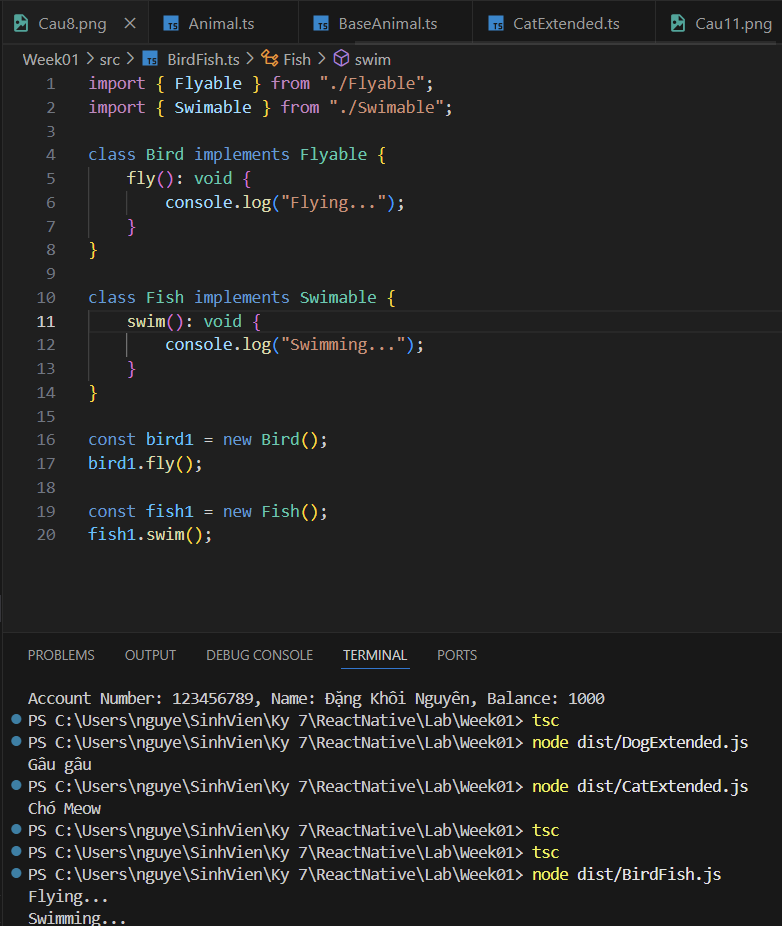 Cau8.png Animal.ts BaseAnimal.ts CatExtended.ts Cau11.png
Week01 > src > BirdFish.ts > Fish > swim
1 import { Flyable } from "./Flyable";
2 import { Swimable } from "./Swimable";
3
4 class Bird implements Flyable {
5     fly(): void {
6         console.log("Flying...");
7     }
8 }
9
10 class Fish implements Swimable {
11     swim(): void {
12         console.log("Swimming...");
13     }
14 }
15
16 const bird1 = new Bird();
17 bird1.fly();
18
19 const fish1 = new Fish();
20 fish1.swim();
PROBLEMS OUTPUT DEBUG CONSOLE TERMINAL PORTS
Account Number: 123456789, Name: Đặng Khôi Nguyên, Balance: 1000
PS C:\Users\nguye\SinhVien\Ky 7\ReactNative\Lab\Week01> tsc
PS C:\Users\nguye\SinhVien\Ky 7\ReactNative\Lab\Week01> node dist/DogExtended.js
Gâu gâu
PS C:\Users\nguye\SinhVien\Ky 7\ReactNative\Lab\Week01> node dist/CatExtended.js
Chó Meow
PS C:\Users\nguye\SinhVien\Ky 7\ReactNative\Lab\Week01> tsc
PS C:\Users\nguye\SinhVien\Ky 7\ReactNative\Lab\Week01> tsc
PS C:\Users\nguye\SinhVien\Ky 7\ReactNative\Lab\Week01> node dist/BirdFish.js
Flying...
Swimming...